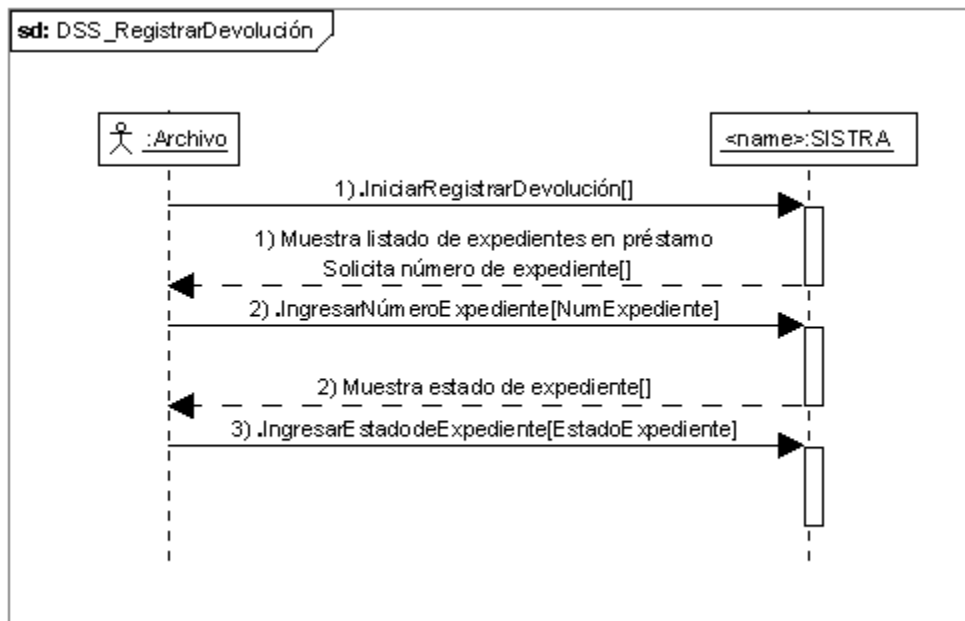 sd: DSS_RegistrarDevolución
:Archivo
<name>:SISTRA
1) .IniciarRegistrarDevolución[]
1) Muestra listado de expedientes en préstamo
Solicita número de expediente[]
2) .IngresarNúmeroExpediente[NumExpediente]
2) Muestra estado de expediente[]
3) .IngresarEstadodeExpediente[EstadoExpediente]